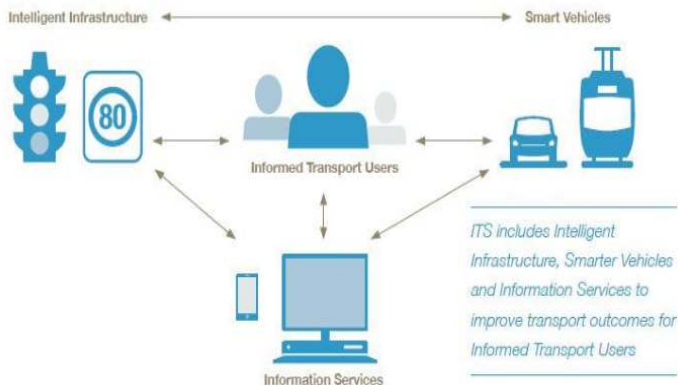 Intelligent Infrastructure
Smart Vehicles
80
Informed Transport Users
ITS includes Intelligent
Infrastructure, Smarter Vehicles
and Information Services to
improve transport outcomes for
Informed Transport Users
Information Services